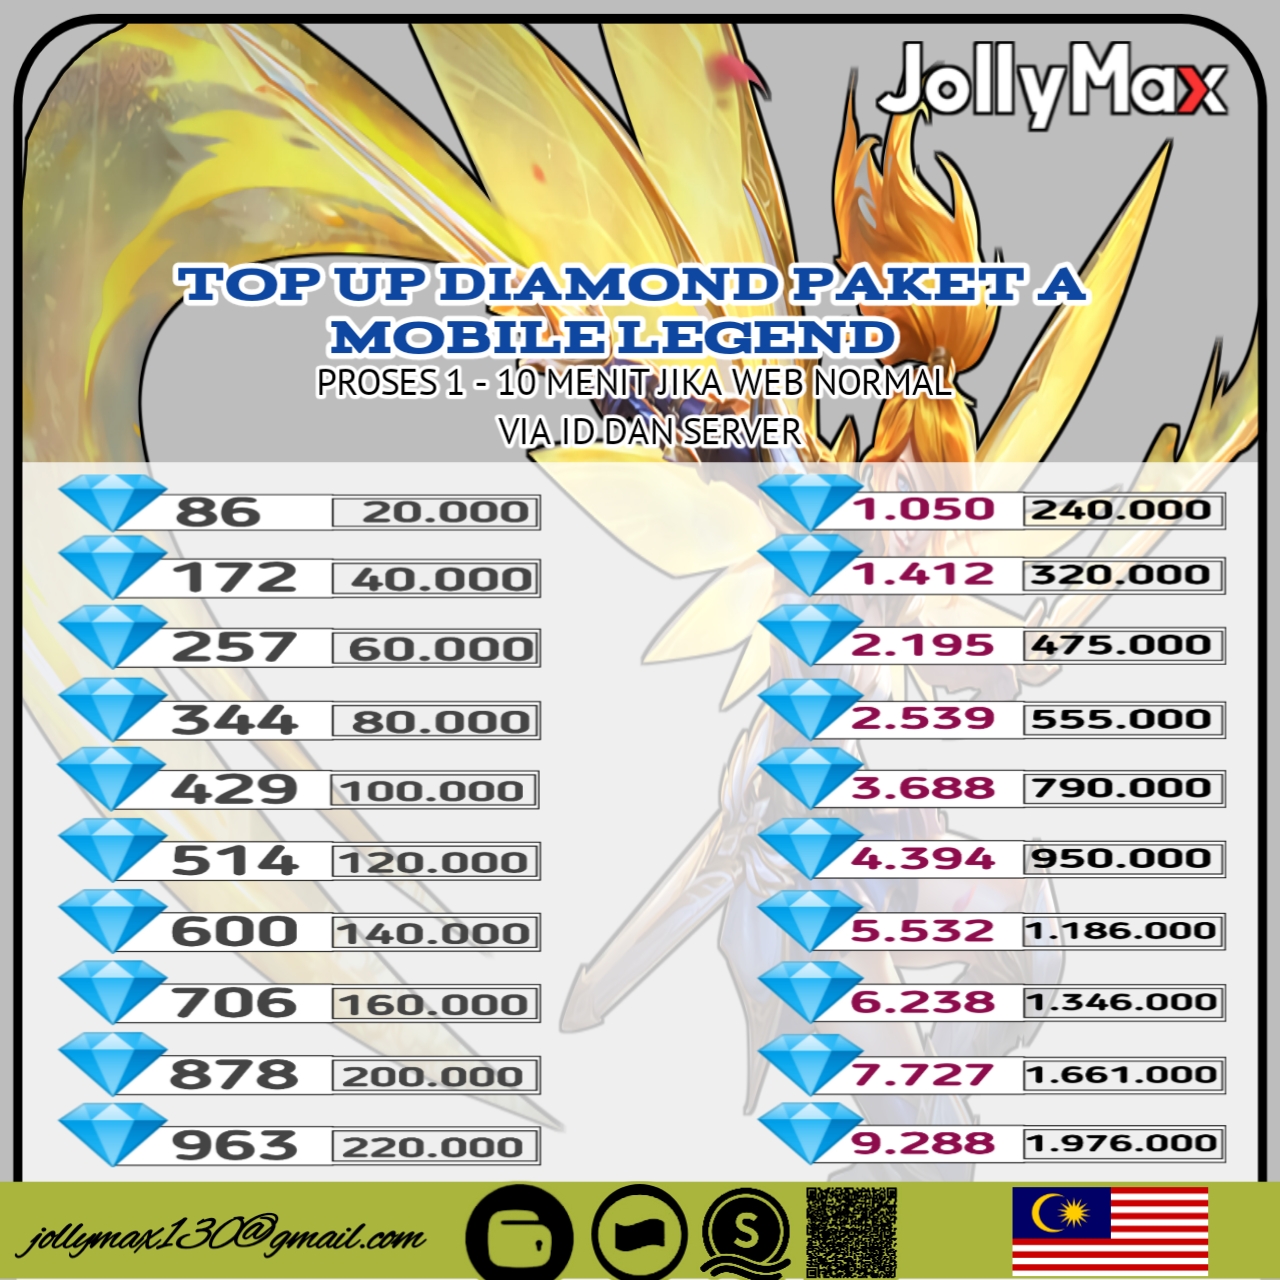 JollyMax
TOP UP DIAMOND PAKET A
MOBILE LEGEND
PROSES 1 - 10 MENIT JIKA WEB NORMAL
VIA ID DAN SERVER
86 20.000
172 40.000
257 60.000
344 80.000
429 100.000
514 120.000
600 140.000
706 160.000
878 200.000
963 220.000
1.050 240.000
1.412 320.000
2.195 475.000
2.539 555.000
3.688 790.000
4.394 950.000
5.532 1.186.000
6.238 1.346.000
7.727 1.661.000
9.288 1.976.000
jollymax130@gmail.com
S